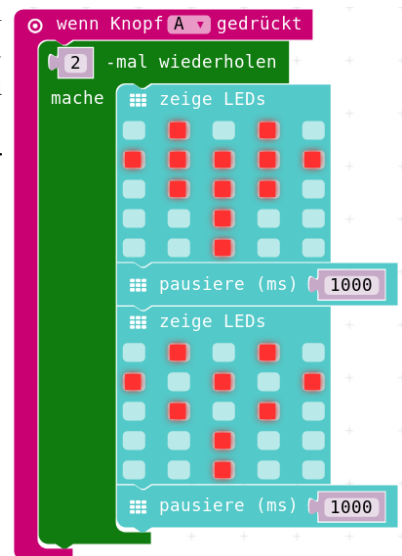 wenn Knopf A ▾ gedrückt
2 -mal wiederholen
mache
zeige LEDs
pausiere (ms) 1000
zeige LEDs
pausiere (ms) 1000